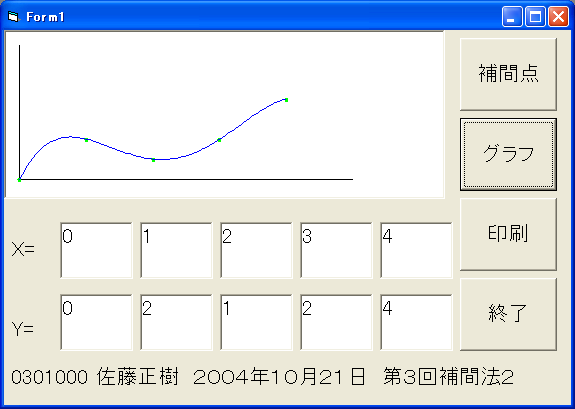 Form1
補間点
グラフ
印刷
終了
X= 0 1 2 3 4
Y= 0 2 1 2 4
0301000 佐藤正樹 ２００４年１０月２１日 第３回補間法２